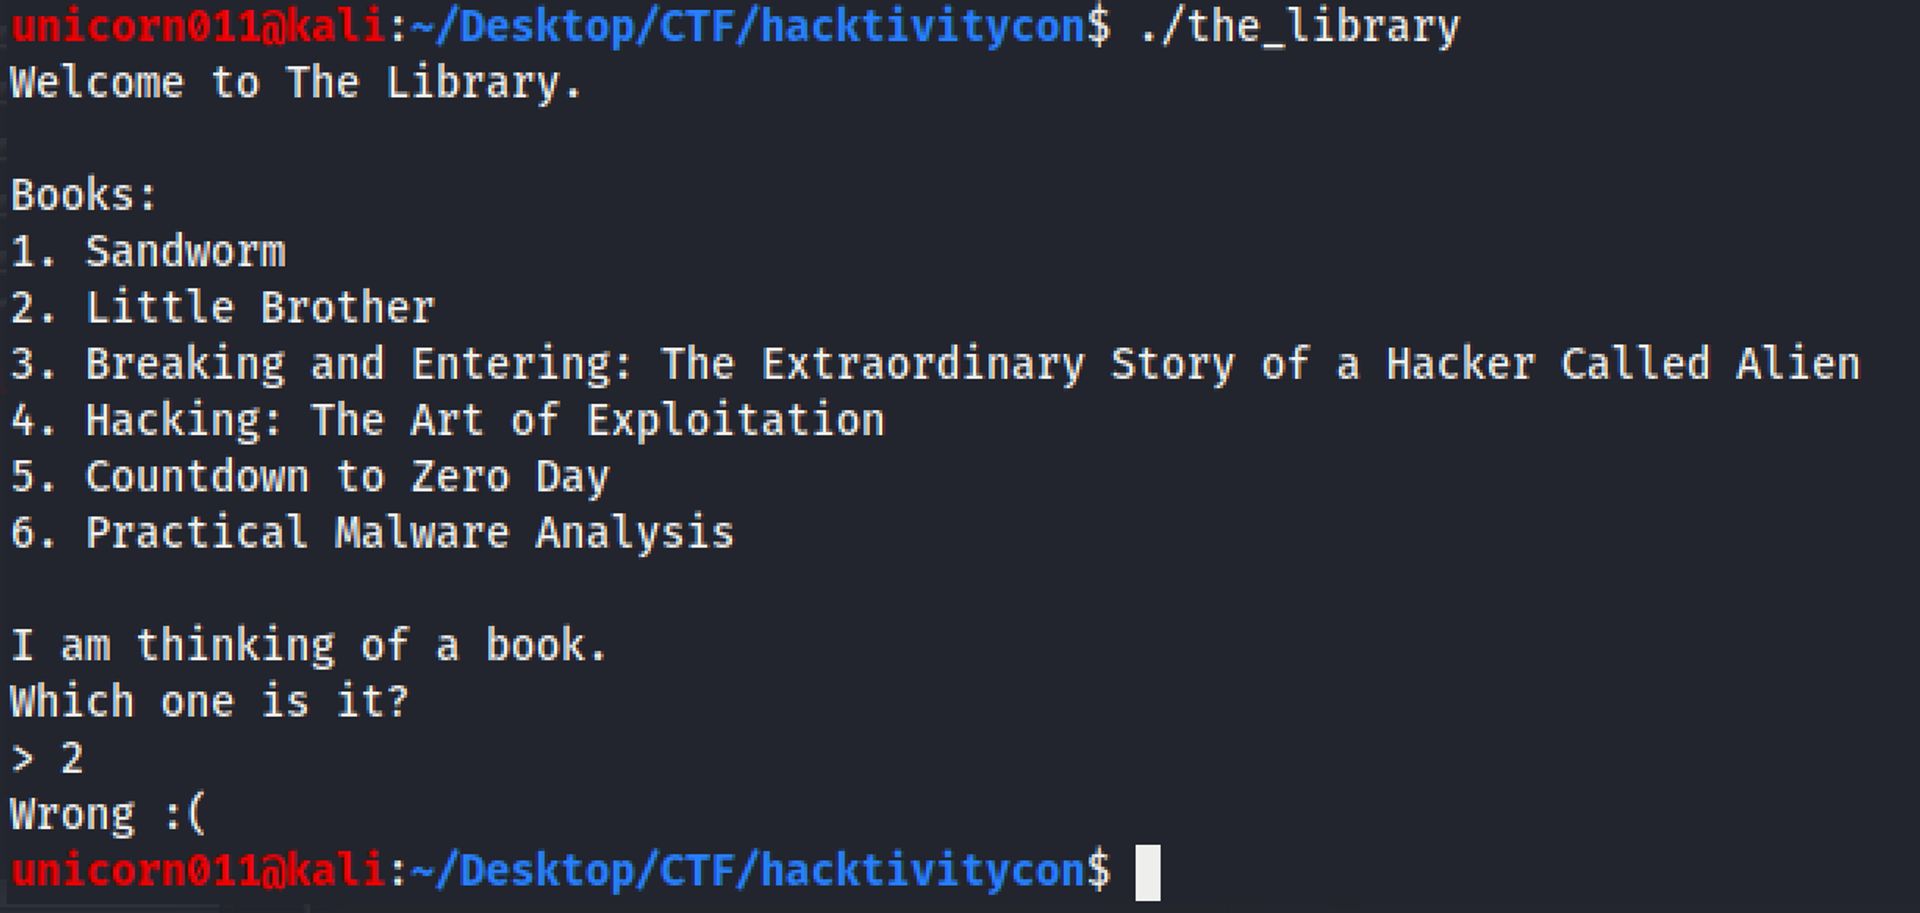 unicorn011@kali:~/Desktop/CTF/hacktivitycon$ ./the_library
Welcome to The Library.
Books:
1. Sandworm
2. Little Brother
3. Breaking and Entering: The Extraordinary Story of a Hacker Called Alien
4. Hacking: The Art of Exploitation
5. Countdown to Zero Day
6. Practical Malware Analysis
I am thinking of a book.
Which one is it?
> 2
Wrong :(
unicorn011@kali:~/Desktop/CTF/hacktivitycon$